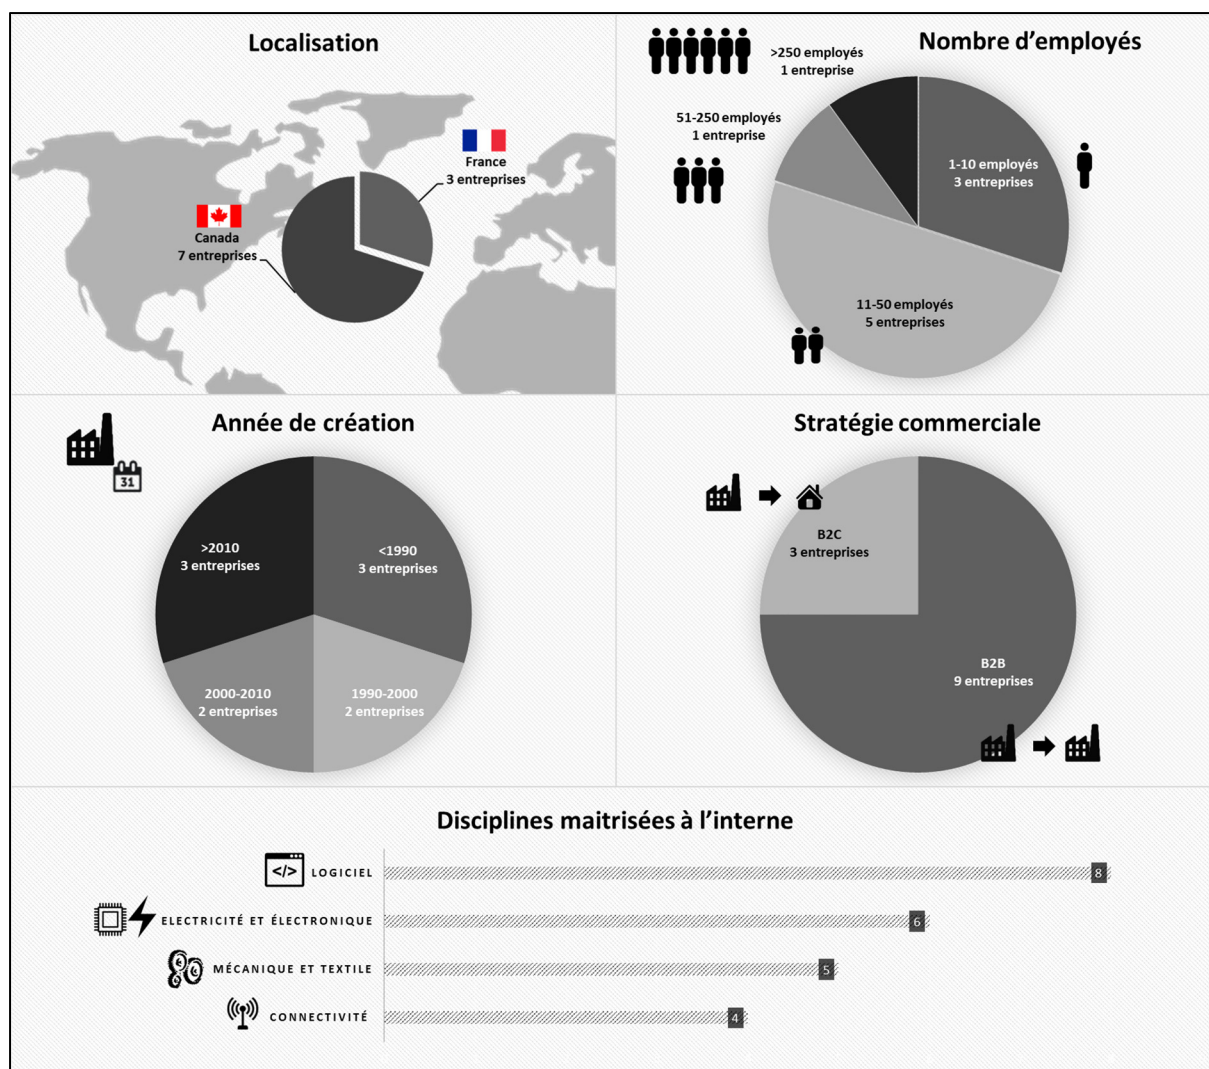 Localisation
France
3 entreprises
Canada
7 entreprises
Nombre d’employés
>250 employés
1 entreprise
51-250 employés
1 entreprise
1-10 employés
3 entreprises
11-50 employés
5 entreprises
Année de création
31
>2010
3 entreprises
<1990
3 entreprises
2000-2010
2 entreprises
1990-2000
2 entreprises
Stratégie commerciale
B2C
3 entreprises
B2B
9 entreprises
Disciplines maitrisées à l’interne
</> LOGICIEL 8
ELECTRICITÉ ET ÉLECTRONIQUE 6
MÉCANIQUE ET TEXTILE 5
CONNECTIVITÉ 4